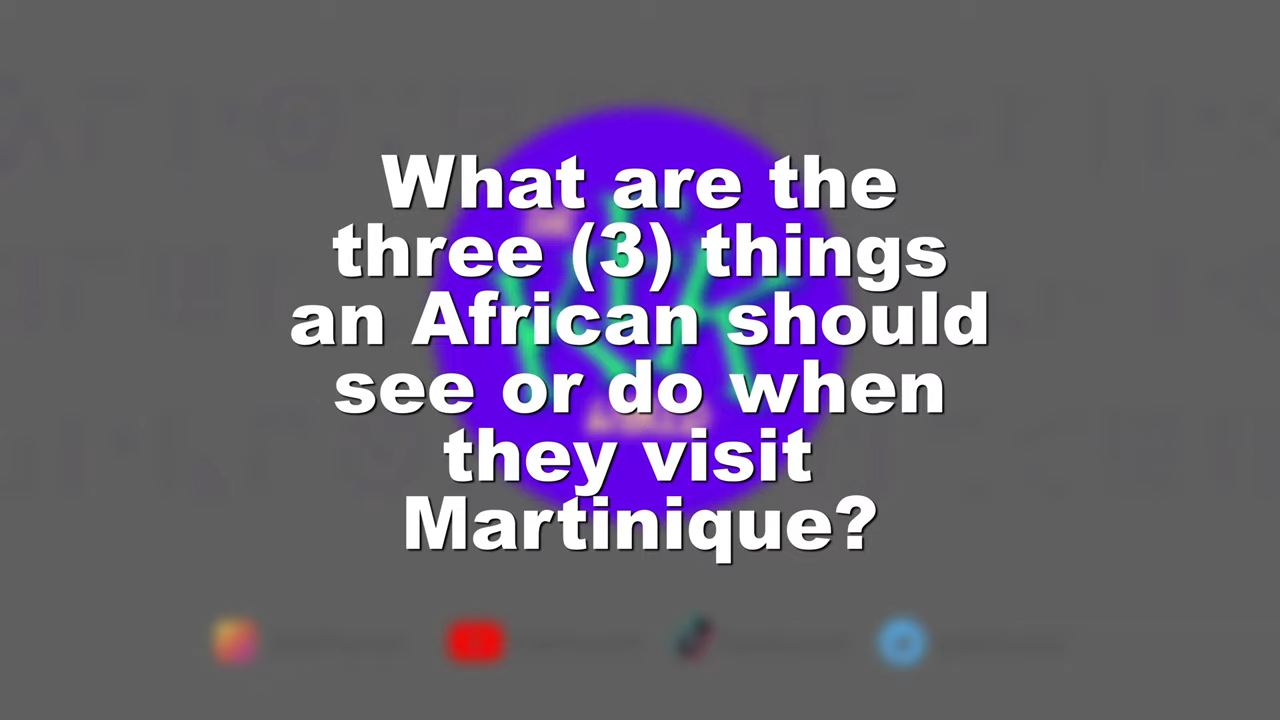 What are the
three (3) things
an African should
see or do when
they visit
Martinique?